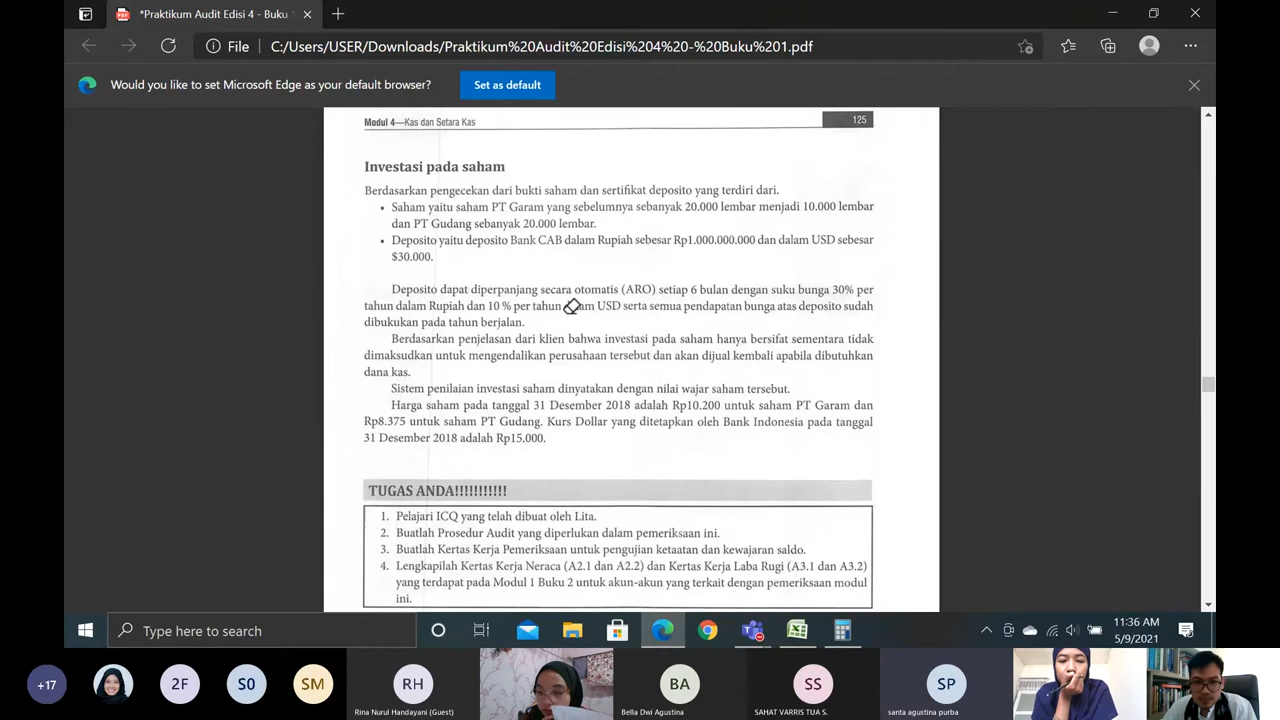 *Praktikum Audit Edisi 4 - Buku
File
C:/Users/USER/Downloads/Praktikum%20Audit%20Edisi%204%20-%20Buku%201.pdf
Would you like to set Microsoft Edge as your default browser?
Set as default
Modul 4—Kas dan Setara Kas
125
Investasi pada saham
Berdasarkan pengecekan dari bukti saham dan sertifikat deposito yang terdiri dari.
• Saham yaitu saham PT Garam yang sebelumnya sebanyak 20.000 lembar menjadi 10.000 lembar
dan PT Gudang sebanyak 20.000 lembar.
• Deposito yaitu deposito Bank CAB dalam Rupiah sebesar Rp1.000.000.000 dan dalam USD sebesar
$30.000.
Deposito dapat diperpanjang secara otomatis (ARO) setiap 6 bulan dengan suku bunga 30% per
tahun dalam Rupiah dan 10 % per tahun USD serta semua pendapatan bunga atas deposito sudah
dibukukan pada tahun berjalan.
Berdasarkan penjelasan dari klien bahwa investasi pada saham hanya bersifat sementara tidak
dimaksudkan untuk mengendalikan perusahaan tersebut dan akan dijual kembali apabila dibutuhkan
dana kas.
Sistem penilaian investasi saham dinyatakan dengan nilai wajar saham tersebut.
Harga saham pada tanggal 31 Desember 2018 adalah Rp10.200 untuk saham PT Garam dan
Rp8.375 untuk saham PT Gudang. Kurs Dollar yang ditetapkan oleh Bank Indonesia pada tanggal
31 Desember 2018 adalah Rp15.000.
TUGAS ANDA!!!!!!!!!!!
1. Pelajari ICQ yang telah dibuat oleh Lita.
2. Buatlah Prosedur Audit yang diperlukan dalam pemeriksaan ini.
3. Buatlah Kertas Kerja Pemeriksaan untuk pengujian ketaatan dan kewajaran saldo.
4. Lengkapilah Kertas Kerja Neraca (A2.1 dan A2.2) dan Kertas Kerja Laba Rugi (A3.1 dan A3.2)
yang terdapat pada Modul 1 Buku 2 untuk akun-akun yang terkait dengan pemeriksaan modul
ini.
Type here to search
11:36 AM
5/9/2021
+17
2F
S0
SM
RH
BA
SS
SP
Rina Nurul Handayani (Guest)
Bella Dwi Agustina
SAHAT VARRIS TUA S.
santa agustina purba